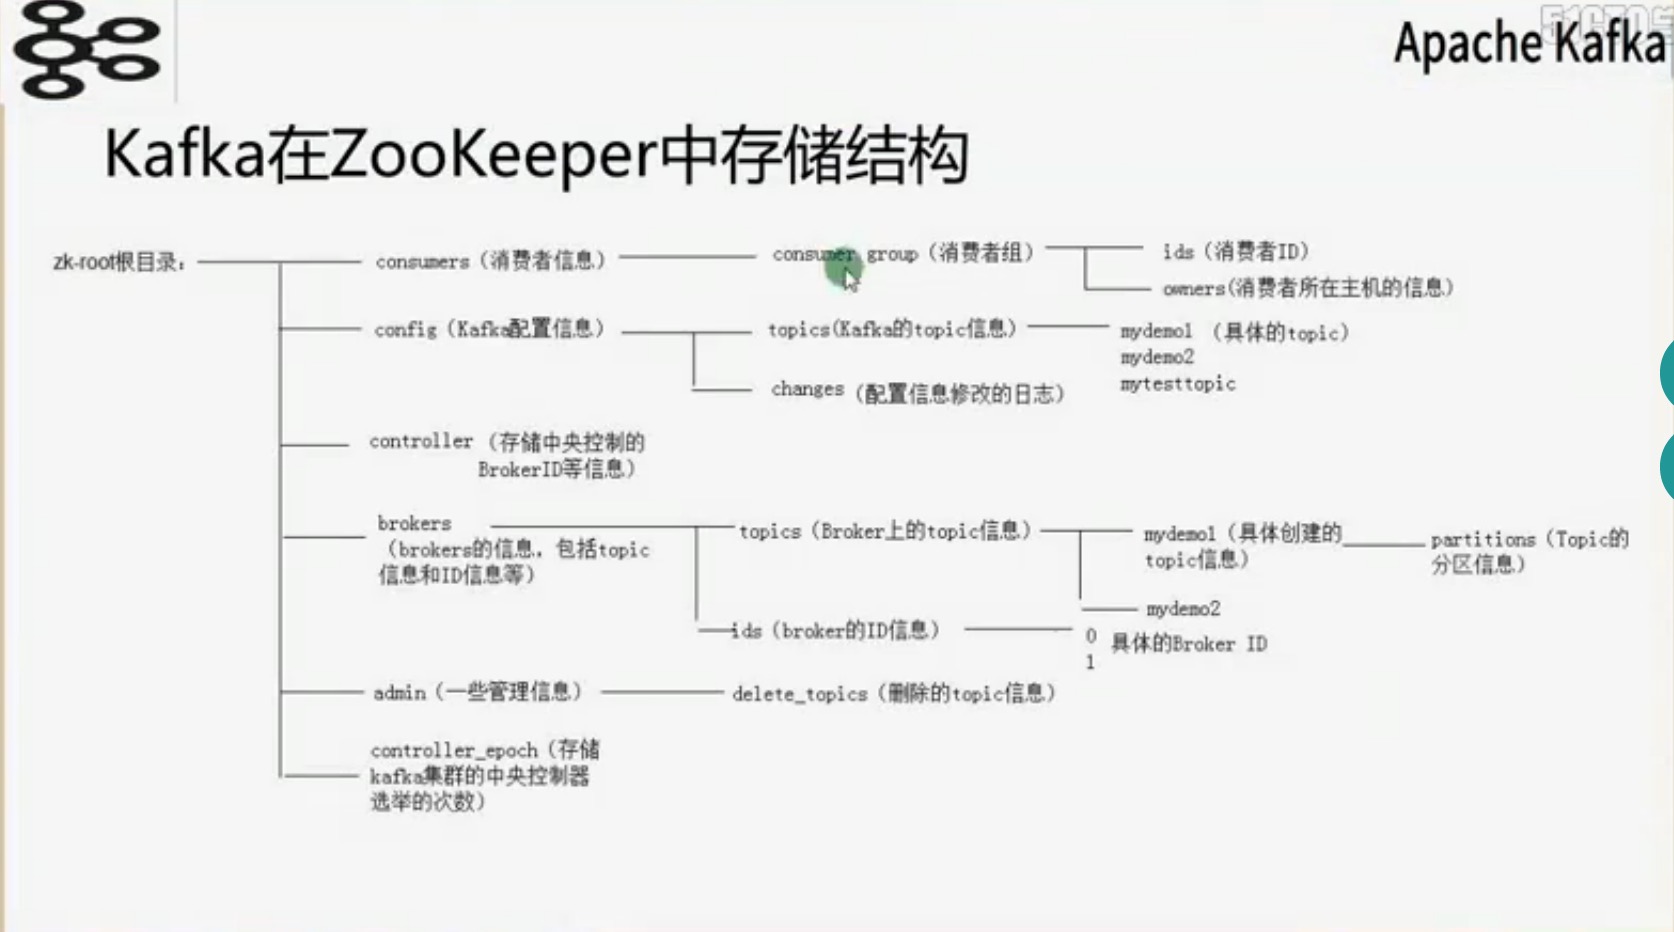 Apache Kafka
Kafka在ZooKeeper中存储结构
zk-root根目录：
consumers（消费者信息）
consumer group（消费者组）
ids（消费者ID）
owners(消费者所在主机的信息)
config（Kafka配置信息）
topics(Kafka的topic信息)
mydemo1 （具体的topic）
mydemo2
mytesttopic
changes（配置信息修改的日志）
controller （存储中央控制的
BrokerID等信息）
brokers
（brokers的信息，包括topic
信息和ID信息等）
topics（Broker上的topic信息）
mydemo1（具体创建的
topic信息）
partitions（Topic的
分区信息）
mydemo2
ids（broker的ID信息）
0
1
具体的Broker ID
admin（一些管理信息）
delete_topics（删除的topic信息）
controller_epoch（存储
kafka集群的中央控制器
选举的次数）